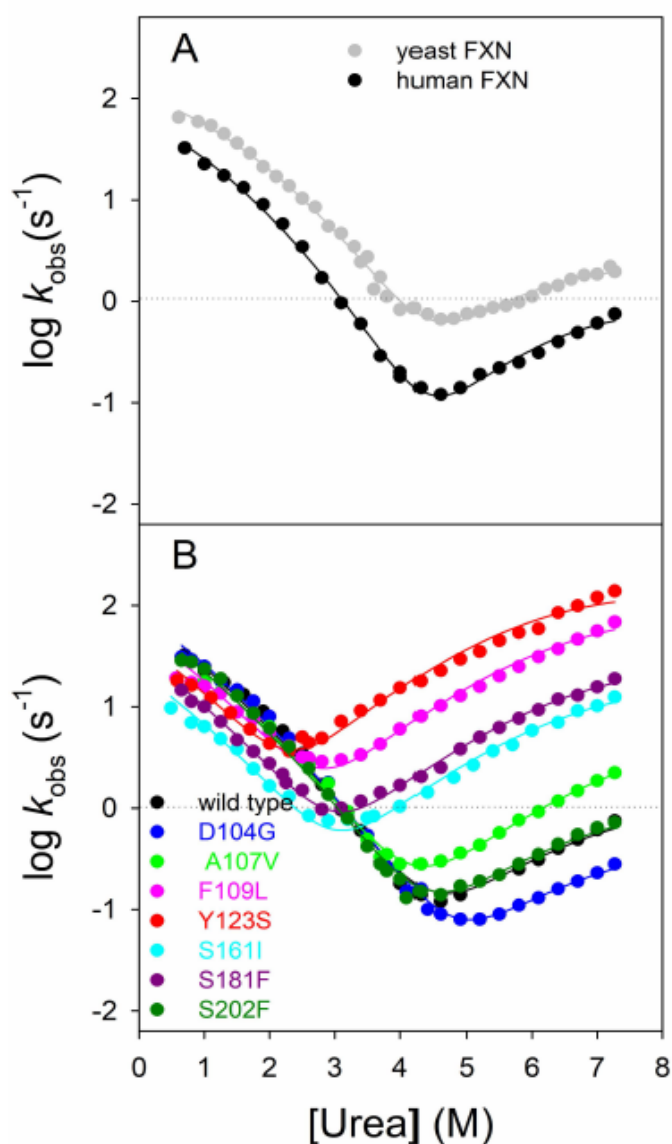 A
yeast FXN
human FXN
2
1
0
-1
-2
log kobs(s-1)
B
2
1
0
-1
-2
log kobs (s-1)
wild type
D104G
A107V
F109L
Y123S
S161I
S181F
S202F
0 1 2 3 4 5 6 7 8
[Urea] (M)